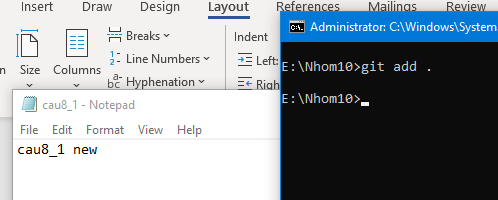 Insert Draw Design Layout References Mailings Review
Size
Columns
Breaks
Line Numbers
Hyphenation
Indent
Left:
cau8_1 - Notepad
File Edit Format View Help
cau8_1 new
Administrator: C:\Windows\System
E:\Nhom10>git add .
E:\Nhom10>